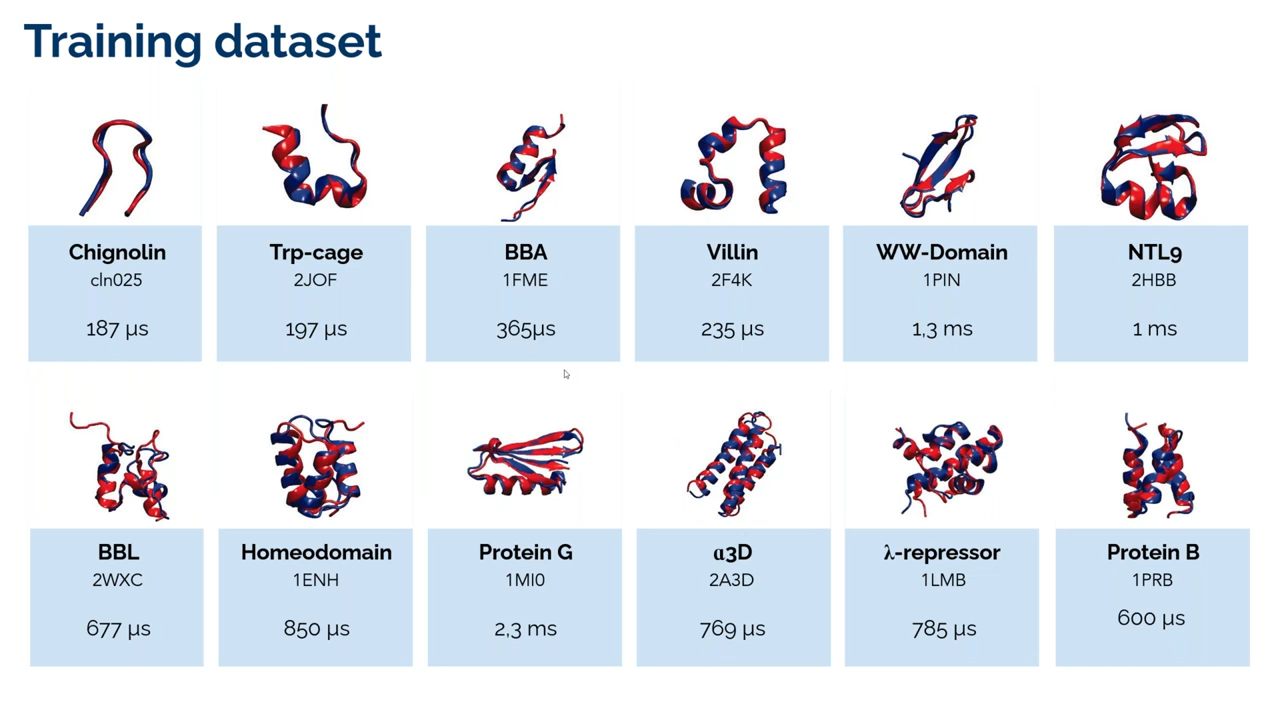 Training dataset
Chignolin
cln025
187 µs
Trp-cage
2JOF
197 µs
BBA
1FME
365µs
Villin
2F4K
235 µs
WW-Domain
1PIN
1,3 ms
NTL9
2HBB
1 ms
BBL
2WXC
677 µs
Homeodomain
1ENH
850 µs
Protein G
1MI0
2,3 ms
α3D
2A3D
769 µs
λ-repressor
1LMB
785 µs
Protein B
1PRB
600 µs